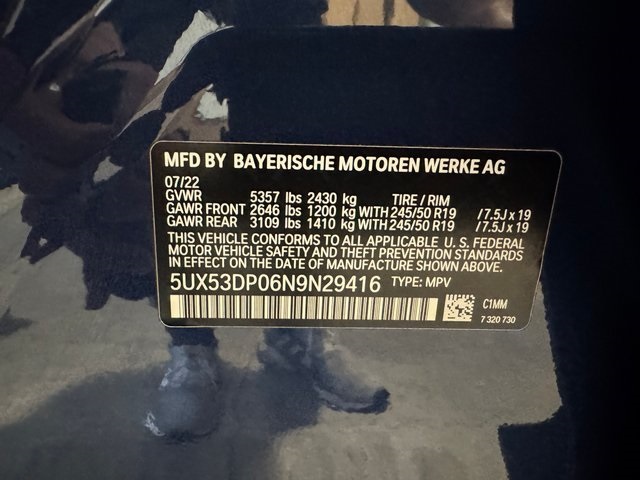 MFD BY BAYERISCHE MOTOREN WERKE AG
07/22
GVWR 5357 lbs 2430 kg TIRE / RIM
GAWR FRONT 2646 lbs 1200 kg WITH 245/50 R19 / 7.5J x 19
GAWR REAR 3109 lbs 1410 kg WITH 245/50 R19 / 7.5J x 19
THIS VEHICLE CONFORMS TO ALL APPLICABLE U. S. FEDERAL
MOTOR VEHICLE SAFETY AND THEFT PREVENTION STANDARDS
IN EFFECT ON THE DATE OF MANUFACTURE SHOWN ABOVE.
5UX53DP06N9N29416 TYPE: MPV
C1MM
7 320 730